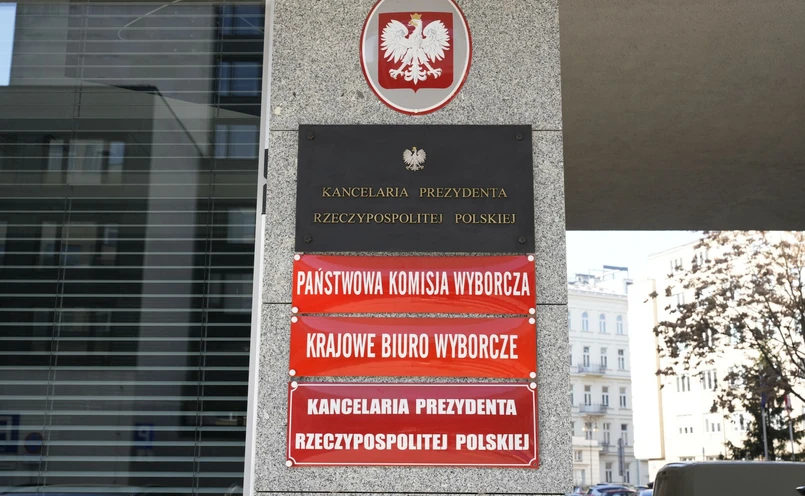 KANCELARIA PREZYDENTA
RZECZYPOSPOLITEJ POLSKIEJ
PAŃSTWOWA KOMISJA WYBORCZA
KRAJOWE BIURO WYBORCZE
KANCELARIA PREZYDENTA
RZECZYPOSPOLITEJ POLSKIEJ